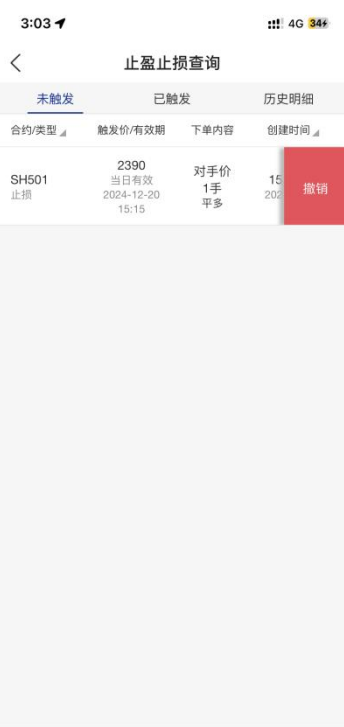 3:03
4G 34
止盈止损查询
未触发 已触发 历史明细
合约/类型 触发价/有效期 下单内容 创建时间
SH501 止损
2390
当日有效
2024-12-20
15:15
对手价
1手
平多
15
202
撤销